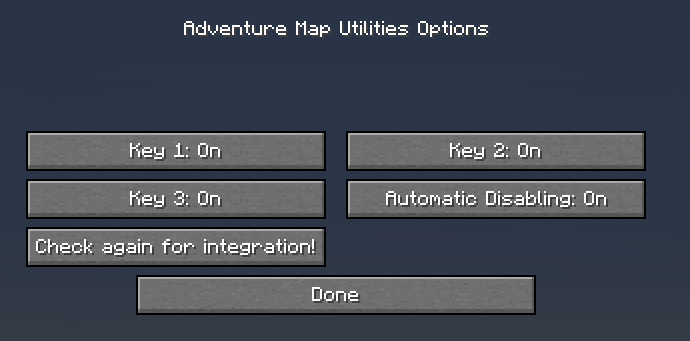 Adventure Map Utilities Options
Key 1: On
Key 2: On
Key 3: On
Automatic Disabling: On
Check again for integration!
Done